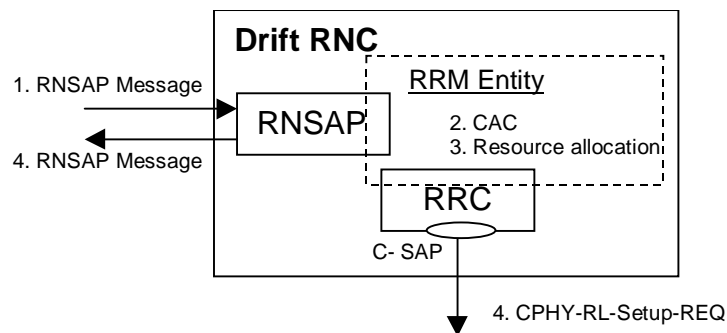 Drift RNC
1. RNSAP Message
RRM Entity
RNSAP
2. CAC
3. Resource allocation
4. RNSAP Message
RRC
C- SAP
4. CPHY-RL-Setup-REQ